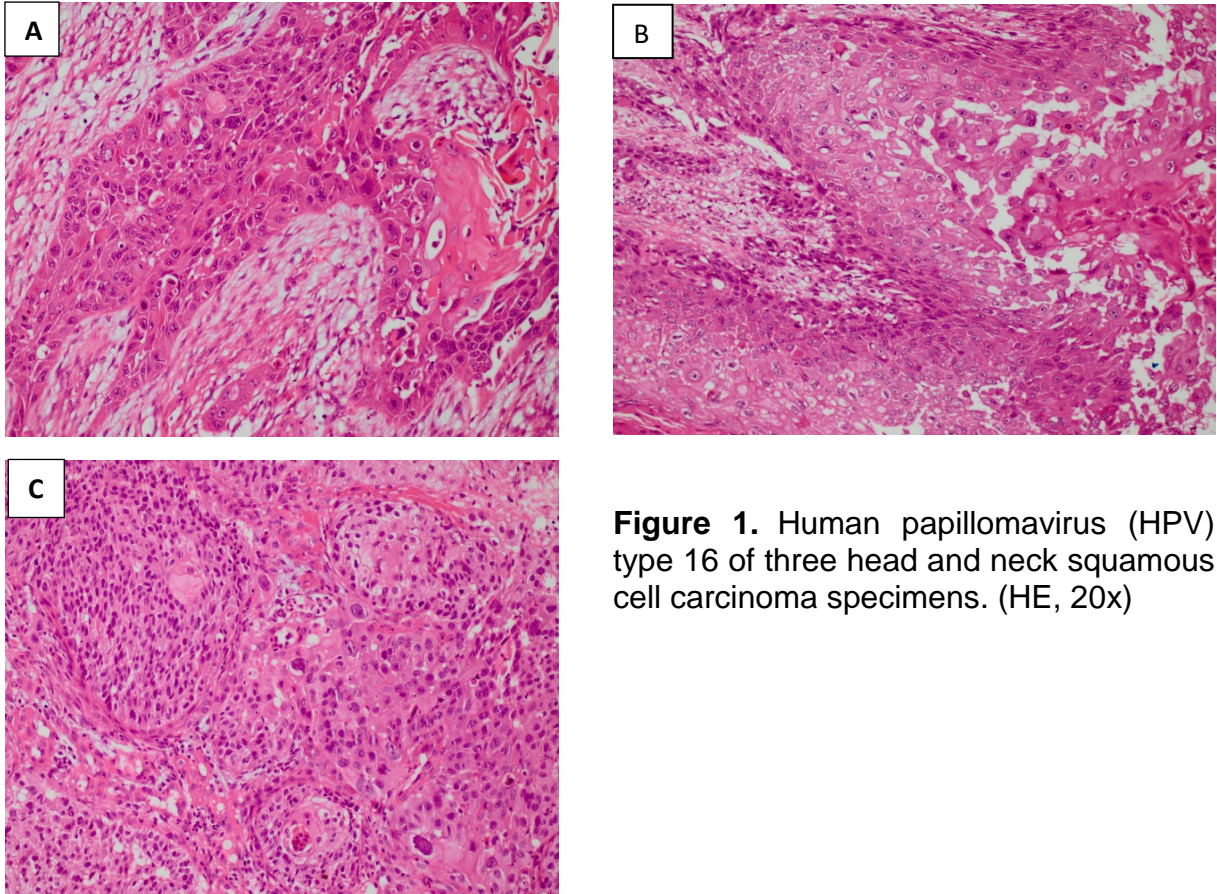 A
B
C
Figure 1. Human papillomavirus (HPV)
type 16 of three head and neck squamous
cell carcinoma specimens. (HE, 20x)